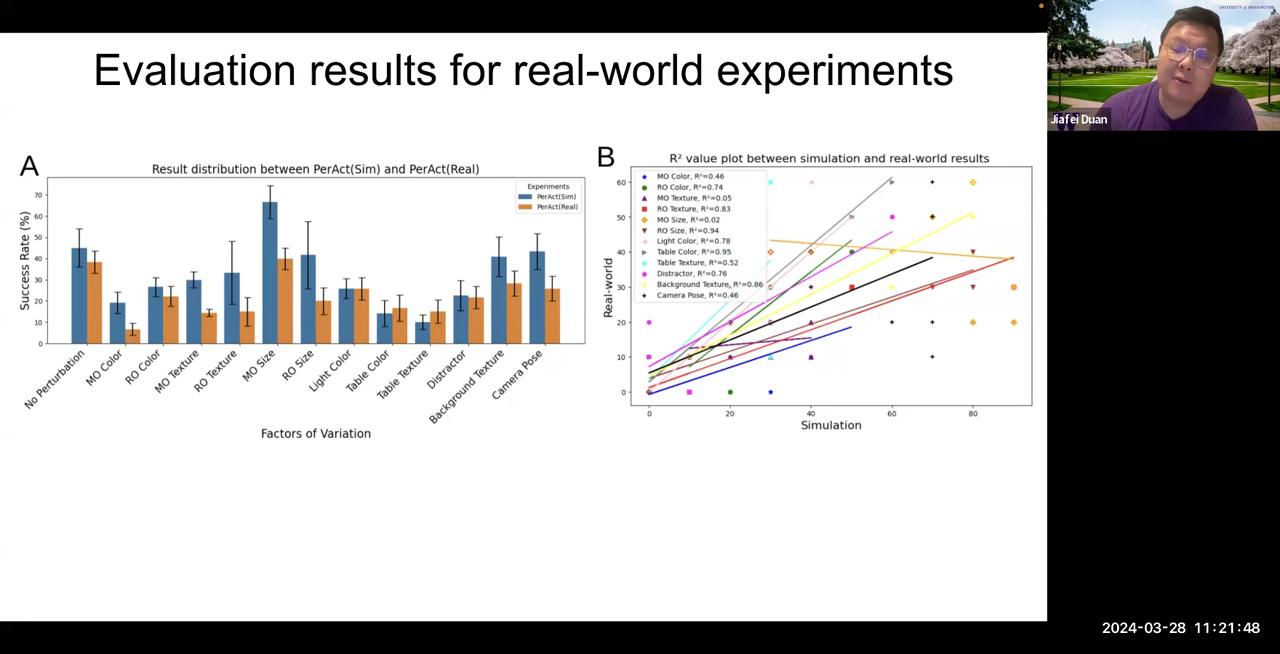 Evaluation results for real-world experiments
UNIVERSITY of WASHINGTON
Jiafei Duan
A
Result distribution between PerAct(Sim) and PerAct(Real)
Experiments
PerAct(Sim)
PerAct(Real)
Success Rate (%)
70
60
50
40
30
20
10
0
No Perturbation
MO Color
RO Color
MO Texture
RO Texture
MO Size
RO Size
Light Color
Table Color
Table Texture
Distractor
Background Texture
Camera Pose
Factors of Variation
B
R² value plot between simulation and real-world results
MO Color, R²=0.46
RO Color, R²=0.74
MO Texture, R²=0.05
RO Texture, R²=0.83
MO Size, R²=0.02
RO Size, R²=0.94
Light Color, R²=0.78
Table Color, R²=0.95
Table Texture, R²=0.52
Distractor, R²=0.76
Background Texture, R²=0.86
Camera Pose, R²=0.46
Real-world
60
50
40
30
20
10
0
0
20
40
60
80
Simulation
2024-03-28 11:21:48